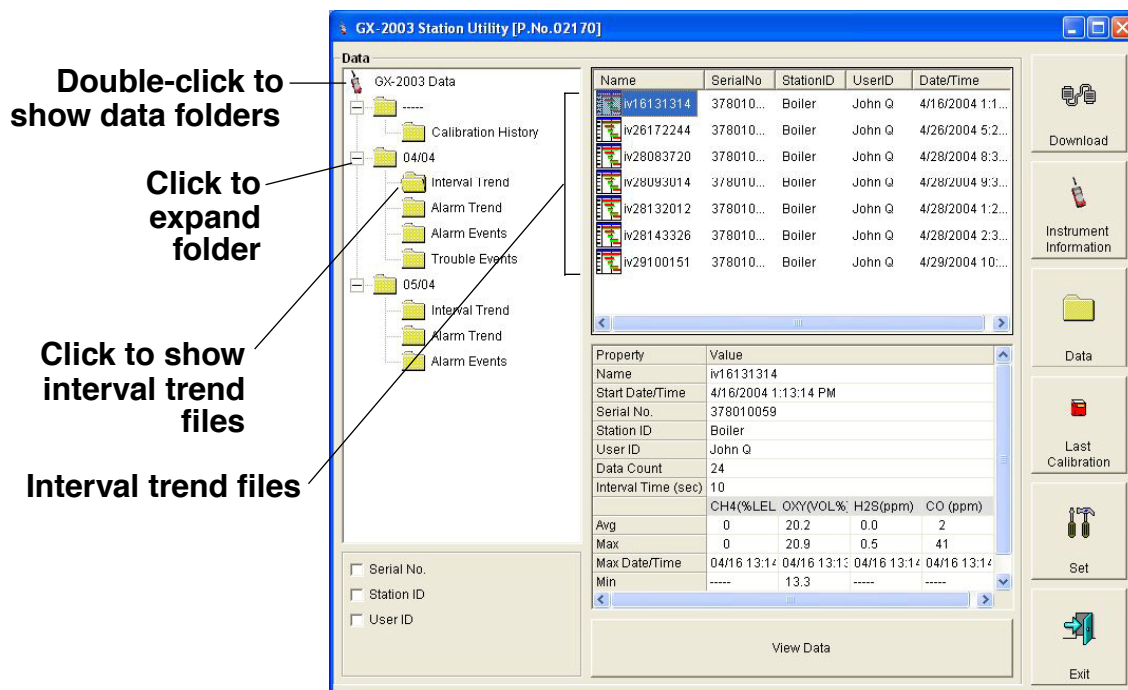 GX-2003 Station Utility [P.No.02170]
Double-click to
show data folders
Click to
expand
folder
Click to show
interval trend
files
Interval trend files
Data
GX-2003 Data
-----
Calibration History
04/04
Interval Trend
Alarm Trend
Alarm Events
Trouble Events
05/04
Interval Trend
Alarm Trend
Alarm Events
Serial No.
Station ID
User ID
Name SerialNo StationID UserID Date/Time
iv16131314 378010... Boiler John Q 4/16/2004 1:1...
iv26172244 378010... Boiler John Q 4/26/2004 5:2...
iv28083720 378010... Boiler John Q 4/28/2004 8:3...
iv28093014 378010... Boiler John Q 4/28/2004 9:3...
iv28132012 378010... Boiler John Q 4/28/2004 1:2...
iv28143326 378010... Boiler John Q 4/28/2004 2:3...
iv29100151 378010... Boiler John Q 4/29/2004 10:...
Property Value
Name iv16131314
Start Date/Time 4/16/2004 1:13:14 PM
Serial No. 378010059
Station ID Boiler
User ID John Q
Data Count 24
Interval Time (sec) 10
CH4(%LEL OXY(VOL% H2S(ppm) CO (ppm)
Avg 0 20.2 0.0 2
Max 0 20.9 0.5 41
Max Date/Time 04/16 13:14 04/16 13:13 04/16 13:14 04/16 13:14
Min ----- 13.3 ----- -----
View Data
Download
Instrument
Information
Data
Last
Calibration
Set
Exit